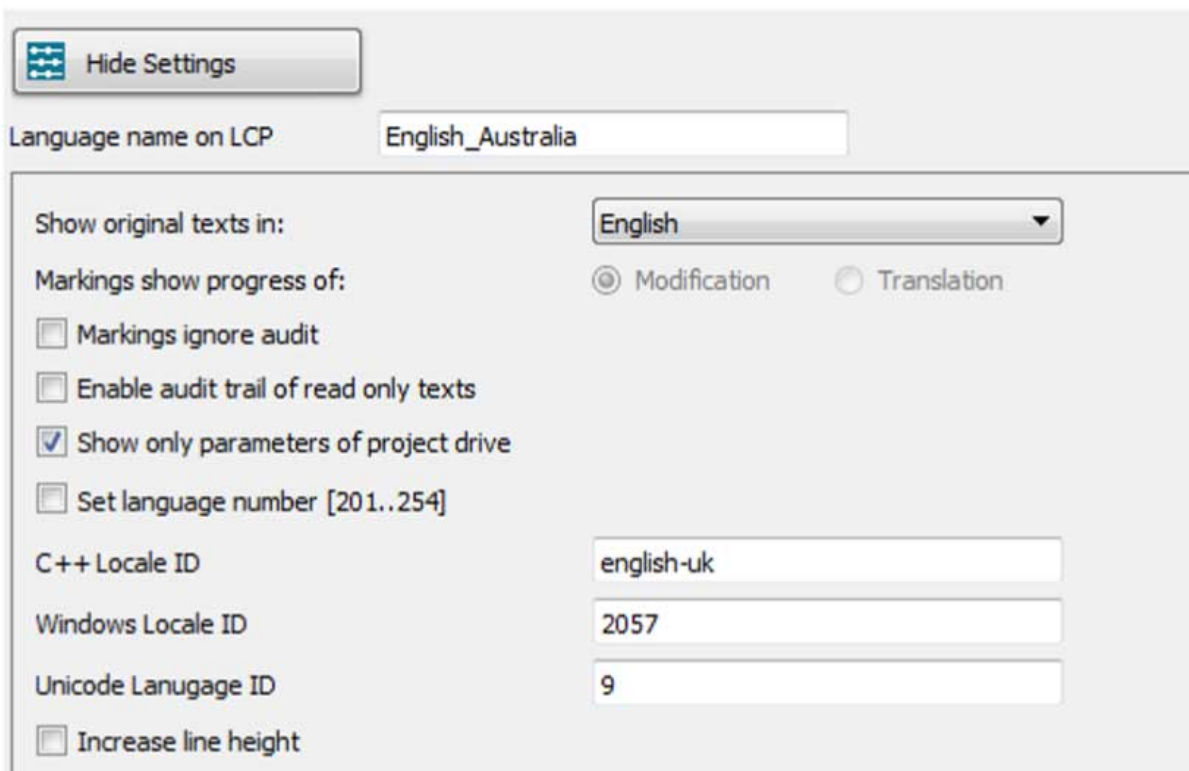 Hide Settings
Language name on LCP English_Australia
Show original texts in: English
Markings show progress of: Modification Translation
Markings ignore audit
Enable audit trail of read only texts
Show only parameters of project drive
Set language number [201..254]
C++ Locale ID english-uk
Windows Locale ID 2057
Unicode Lanugage ID 9
Increase line height